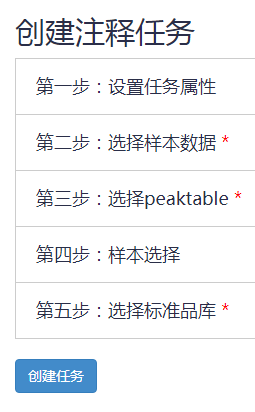 创建注释任务
第一步：设置任务属性
第二步：选择样本数据 *
第三步：选择peaktable *
第四步：样本选择
第五步：选择标准品库 *
创建任务